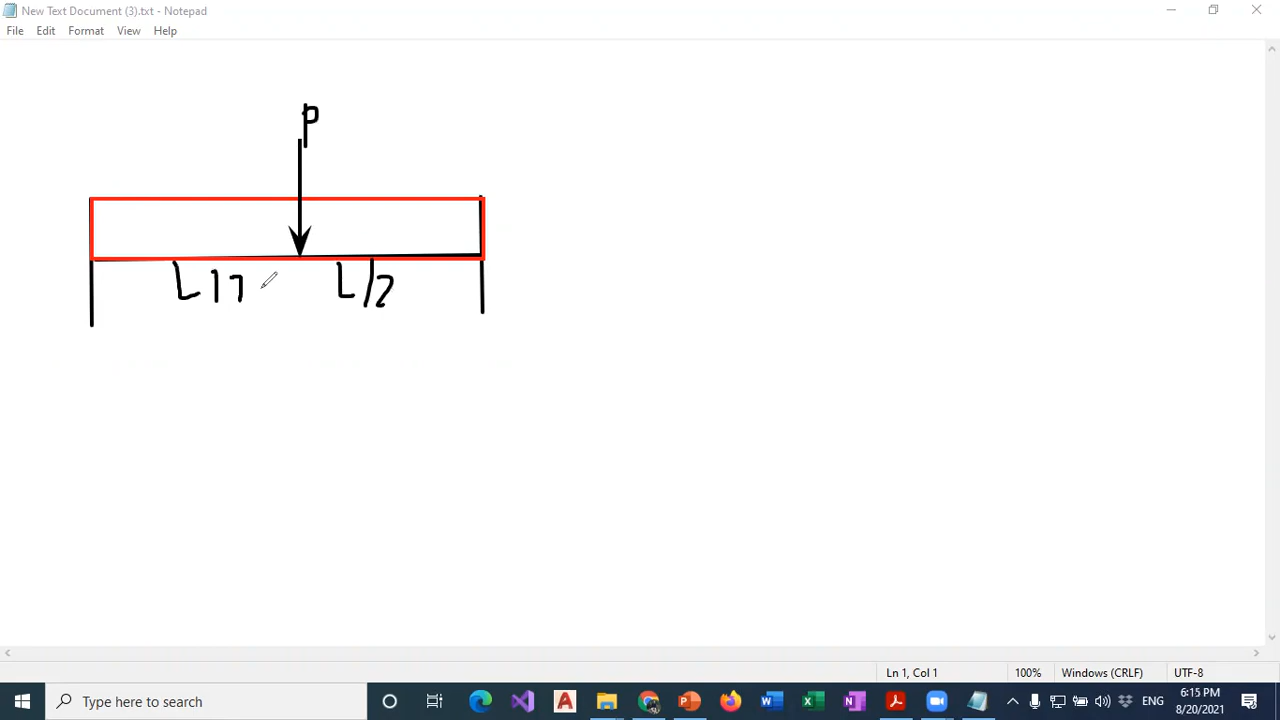 New Text Document (3).txt - Notepad
File Edit Format View Help
P
L/2 L/2
Ln 1, Col 1 100% Windows (CRLF) UTF-8
Type here to search
ENG
6:15 PM
8/20/2021